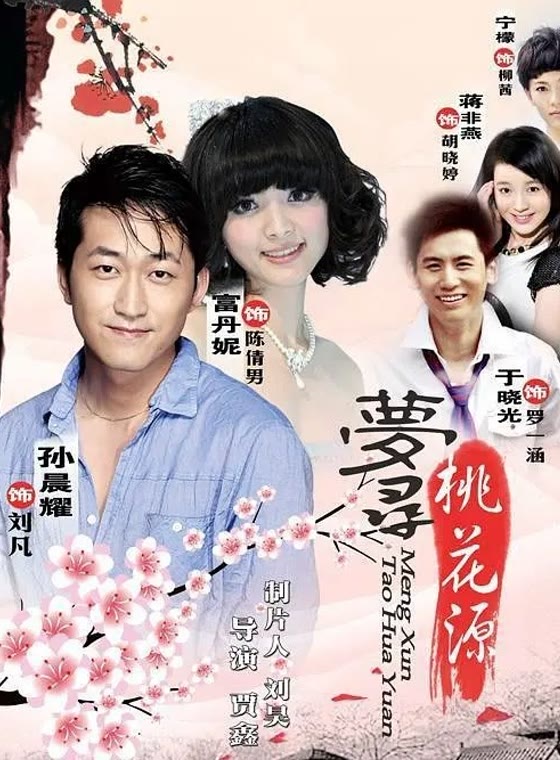 宁檬
饰
柳茜
蒋非燕
饰
胡晓婷
富丹妮
饰
陈倩男
于晓光
饰
罗一涵
孙晨耀
饰
刘凡
夢寻
桃花源
Meng Xun
Tao Hua Yuan
制片人 刘昊
导演 贾鑫